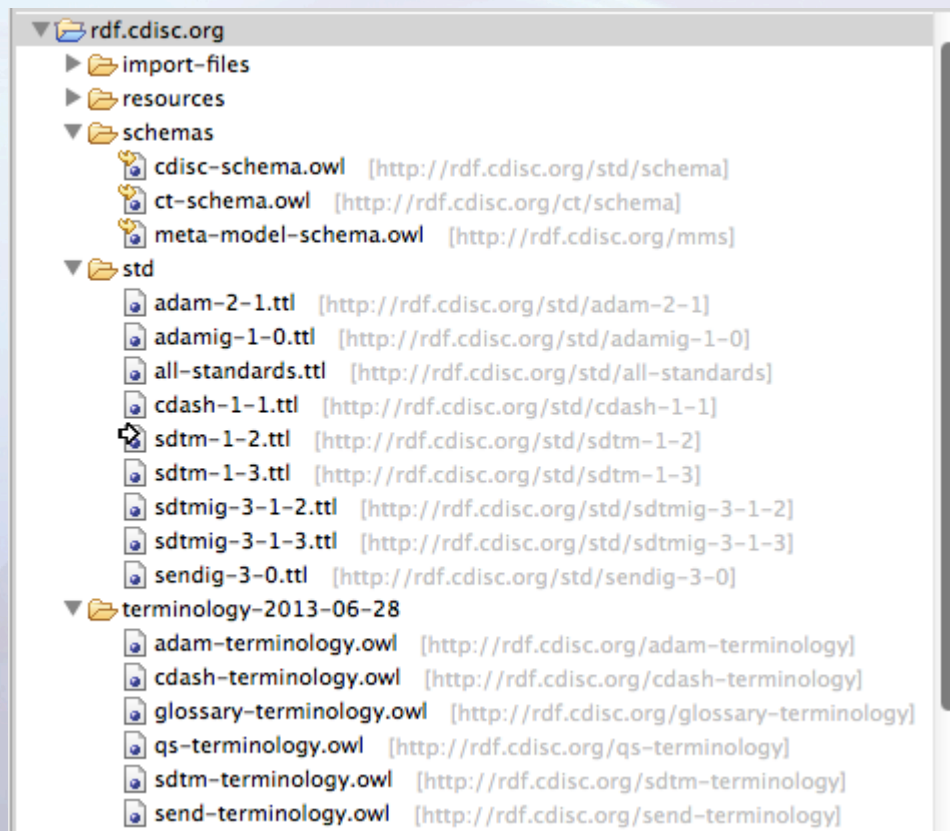 rdf.cdisc.org
import-files
resources
schemas
cdisc-schema.owl [http://rdf.cdisc.org/std/schema]
ct-schema.owl [http://rdf.cdisc.org/ct/schema]
meta-model-schema.owl [http://rdf.cdisc.org/mms]
std
adam-2-1.ttl [http://rdf.cdisc.org/std/adam-2-1]
adamig-1-0.ttl [http://rdf.cdisc.org/std/adamig-1-0]
all-standards.ttl [http://rdf.cdisc.org/std/all-standards]
cdash-1-1.ttl [http://rdf.cdisc.org/std/cdash-1-1]
sdtm-1-2.ttl [http://rdf.cdisc.org/std/sdtm-1-2]
sdtm-1-3.ttl [http://rdf.cdisc.org/std/sdtm-1-3]
sdtmig-3-1-2.ttl [http://rdf.cdisc.org/std/sdtmig-3-1-2]
sdtmig-3-1-3.ttl [http://rdf.cdisc.org/std/sdtmig-3-1-3]
sendig-3-0.ttl [http://rdf.cdisc.org/std/sendig-3-0]
terminology-2013-06-28
adam-terminology.owl [http://rdf.cdisc.org/adam-terminology]
cdash-terminology.owl [http://rdf.cdisc.org/cdash-terminology]
glossary-terminology.owl [http://rdf.cdisc.org/glossary-terminology]
qs-terminology.owl [http://rdf.cdisc.org/qs-terminology]
sdtm-terminology.owl [http://rdf.cdisc.org/sdtm-terminology]
send-terminology.owl [http://rdf.cdisc.org/send-terminology]